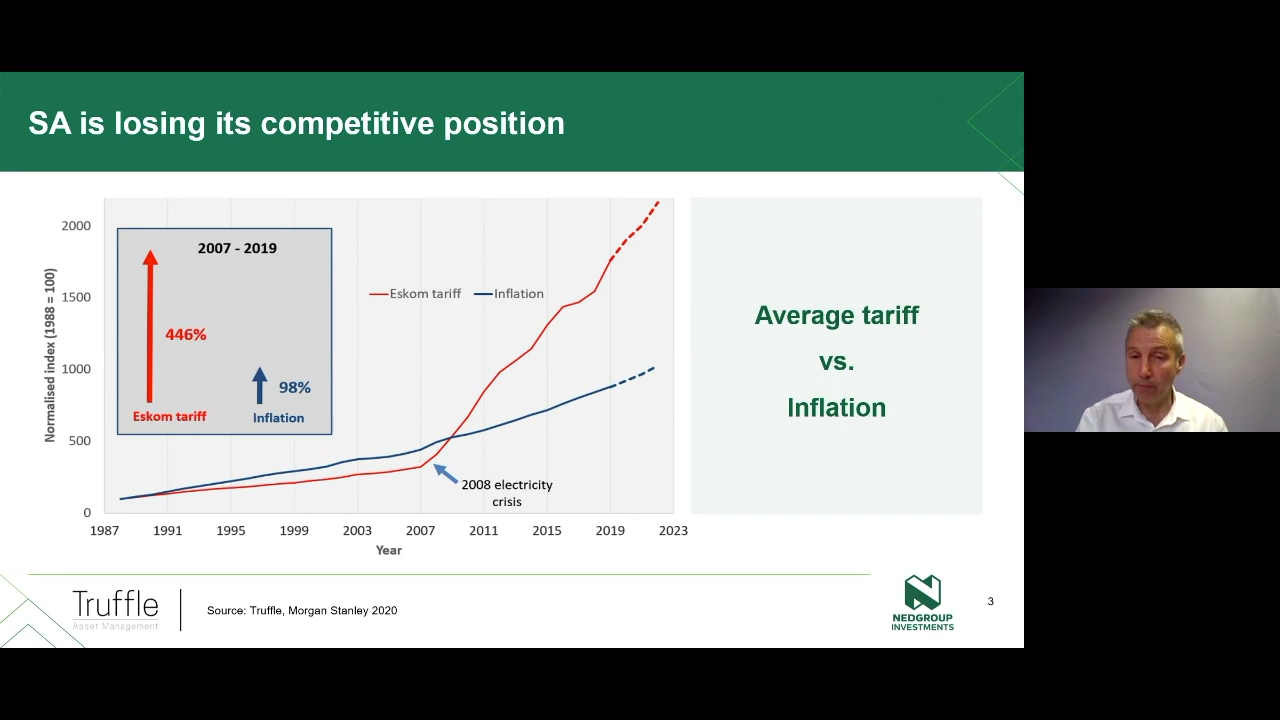 SA is losing its competitive position
Normalised index (1988 = 100)
2000
1500
1000
500
0
2007 - 2019
446%
98%
Eskom tariff
Inflation
Eskom tariff
Inflation
2008 electricity
crisis
1987
1991
1995
1999
2003
2007
2011
2015
2019
2023
Year
Average tariff
vs.
Inflation
Truffle
Asset Management
Source: Truffle, Morgan Stanley 2020
NEDGROUP
INVESTMENTS
3